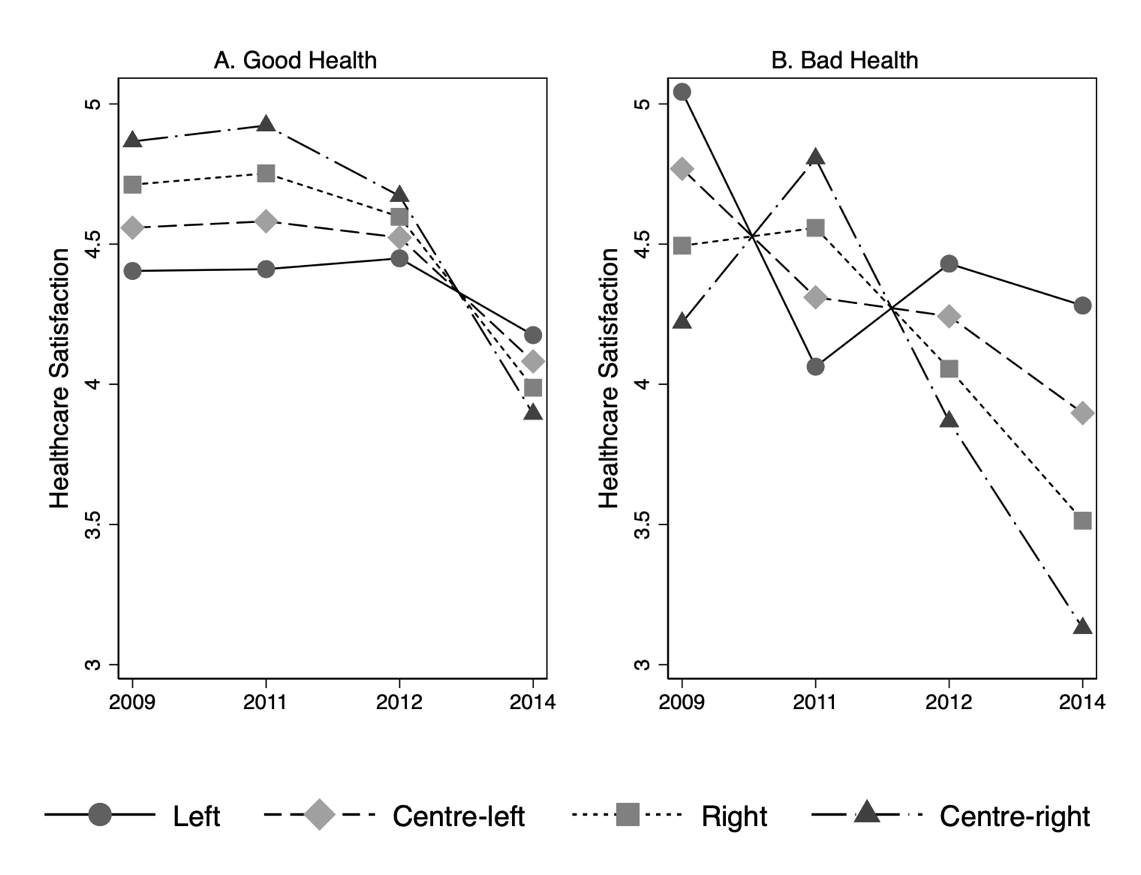 A. Good Health
Healthcare Satisfaction
5
4.5
4
3.5
3
2009 2011 2012 2014
B. Bad Health
Healthcare Satisfaction
5
4.5
4
3.5
3
2009 2011 2012 2014
Left Centre-left Right Centre-right